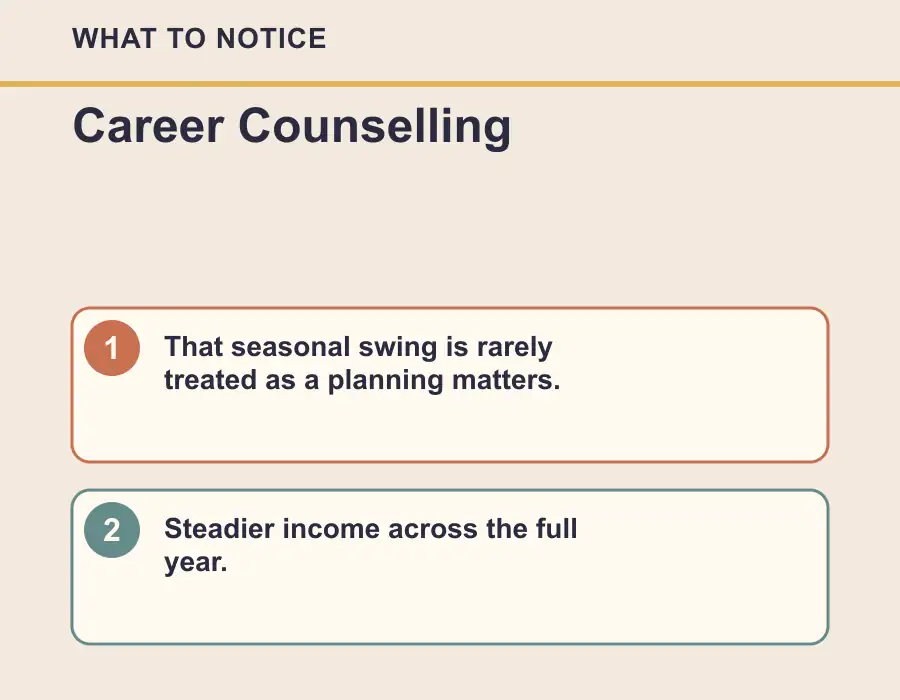 WHAT TO NOTICE
Career Counselling
1
That seasonal swing is rarely
treated as a planning matters.
2
Steadier income across the full
year.